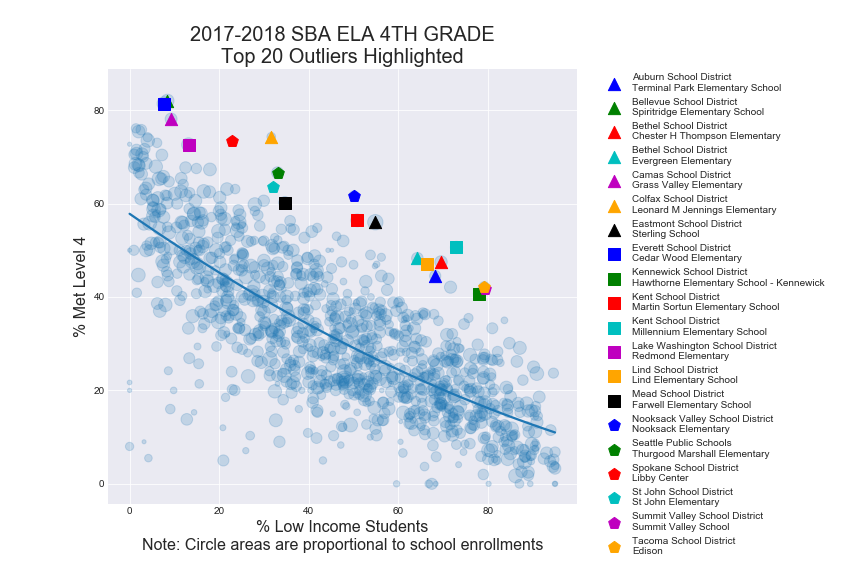 2017-2018 SBA ELA 4TH GRADE
Top 20 Outliers Highlighted
% Met Level 4
80
60
40
20
0
0 20 40 60 80
% Low Income Students
Note: Circle areas are proportional to school enrollments
Auburn School District
Terminal Park Elementary School
Bellevue School District
Spiritridge Elementary School
Bethel School District
Chester H Thompson Elementary
Bethel School District
Evergreen Elementary
Camas School District
Grass Valley Elementary
Colfax School District
Leonard M Jennings Elementary
Eastmont School District
Sterling School
Everett School District
Cedar Wood Elementary
Kennewick School District
Hawthorne Elementary School - Kennewick
Kent School District
Martin Sortun Elementary School
Kent School District
Millennium Elementary School
Lake Washington School District
Redmond Elementary
Lind School District
Lind Elementary School
Mead School District
Farwell Elementary School
Nooksack Valley School District
Nooksack Elementary
Seattle Public Schools
Thurgood Marshall Elementary
Spokane School District
Libby Center
St John School District
St John Elementary
Summit Valley School District
Summit Valley School
Tacoma School District
Edison